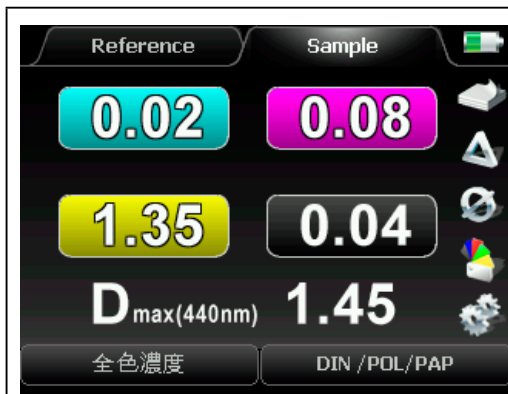 Reference Sample
0.02 0.08
1.35 0.04
Dmax(440nm) 1.45
全色濃度 DIN /POL/PAP